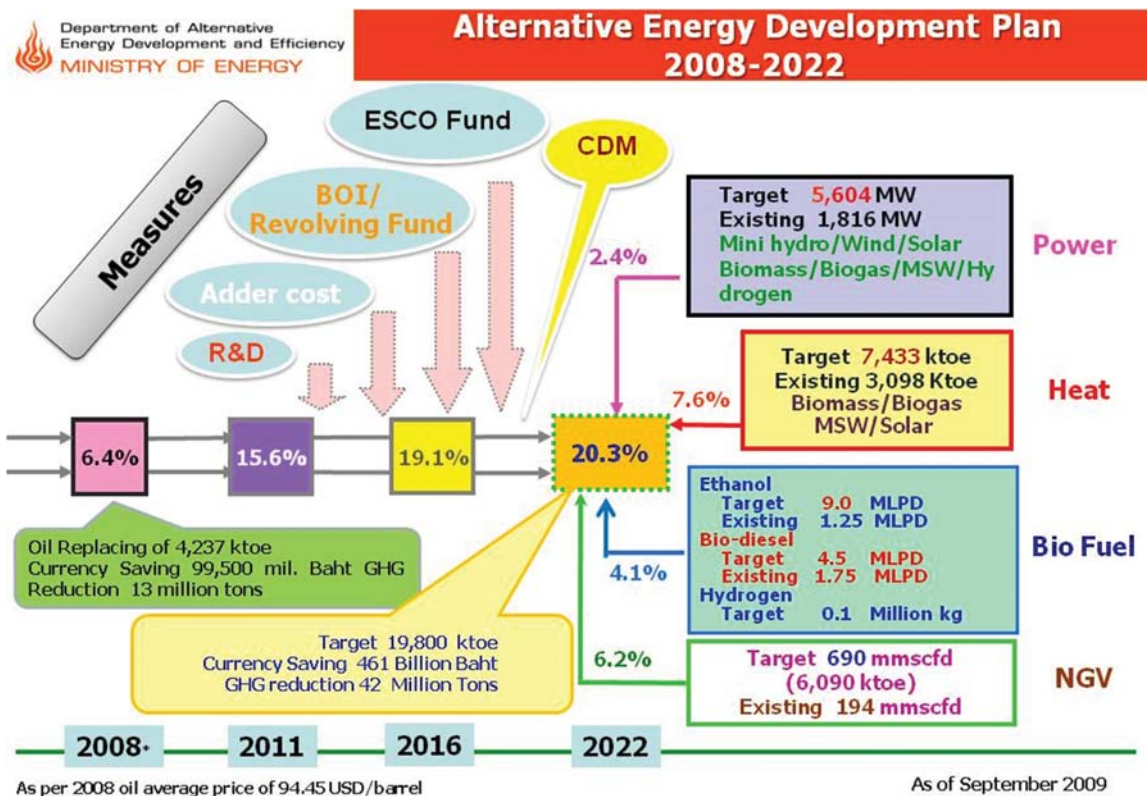 Department of Alternative
Energy Development and Efficiency
MINISTRY OF ENERGY
Alternative Energy Development Plan
2008-2022
Measures
ESCO Fund
CDM
BOI/
Revolving Fund
Adder cost
R&D
Target 5,604 MW
Existing 1,816 MW
Mini hydro/Wind/Solar
Biomass/Biogas/MSW/Hy
drogen
Power
2.4%
Target 7,433 ktoe
Existing 3,098 Ktoe
Biomass/Biogas
MSW/Solar
Heat
7.6%
6.4%
15.6%
19.1%
20.3%
Ethanol
Target 9.0 MLPD
Existing 1.25 MLPD
Bio-diesel
Target 4.5 MLPD
Existing 1.75 MLPD
Hydrogen
Target 0.1 Million kg
Bio Fuel
4.1%
Oil Replacing of 4,237 ktoe
Currency Saving 99,500 mil. Baht GHG
Reduction 13 million tons
Target 19,800 ktoe
Currency Saving 461 Billion Baht
GHG reduction 42 Million Tons
6.2%
Target 690 mmscfd
(6,090 ktoe)
Existing 194 mmscfd
NGV
2008+
2011
2016
2022
As per 2008 oil average price of 94.45 USD/barrel
As of September 2009